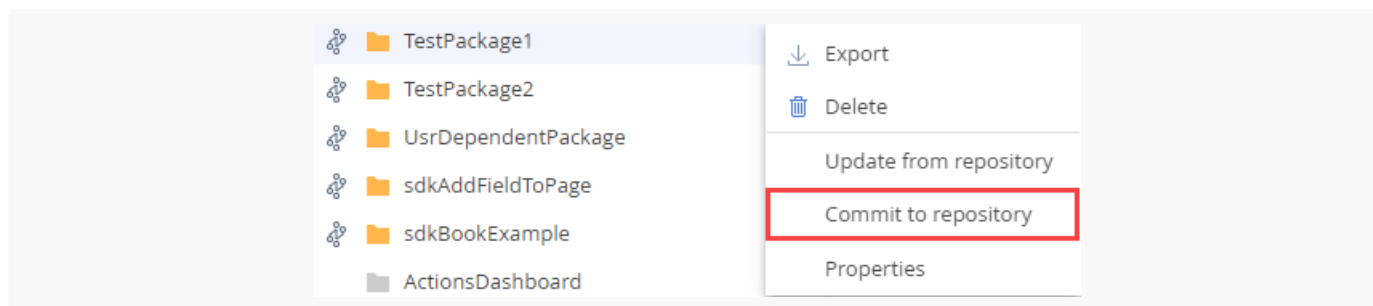 TestPackage1
TestPackage2
UsrDependentPackage
sdkAddFieldToPage
sdkBookExample
ActionsDashboard
Export
Delete
Update from repository
Commit to repository
Properties